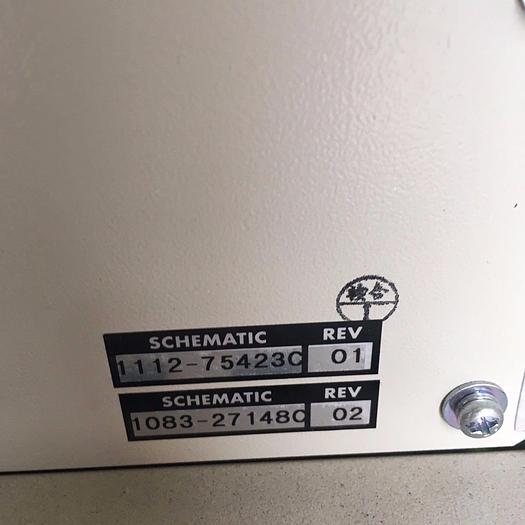 SCHEMATIC REV
1112-75423C 01
SCHEMATIC REV
1083-27148C 02